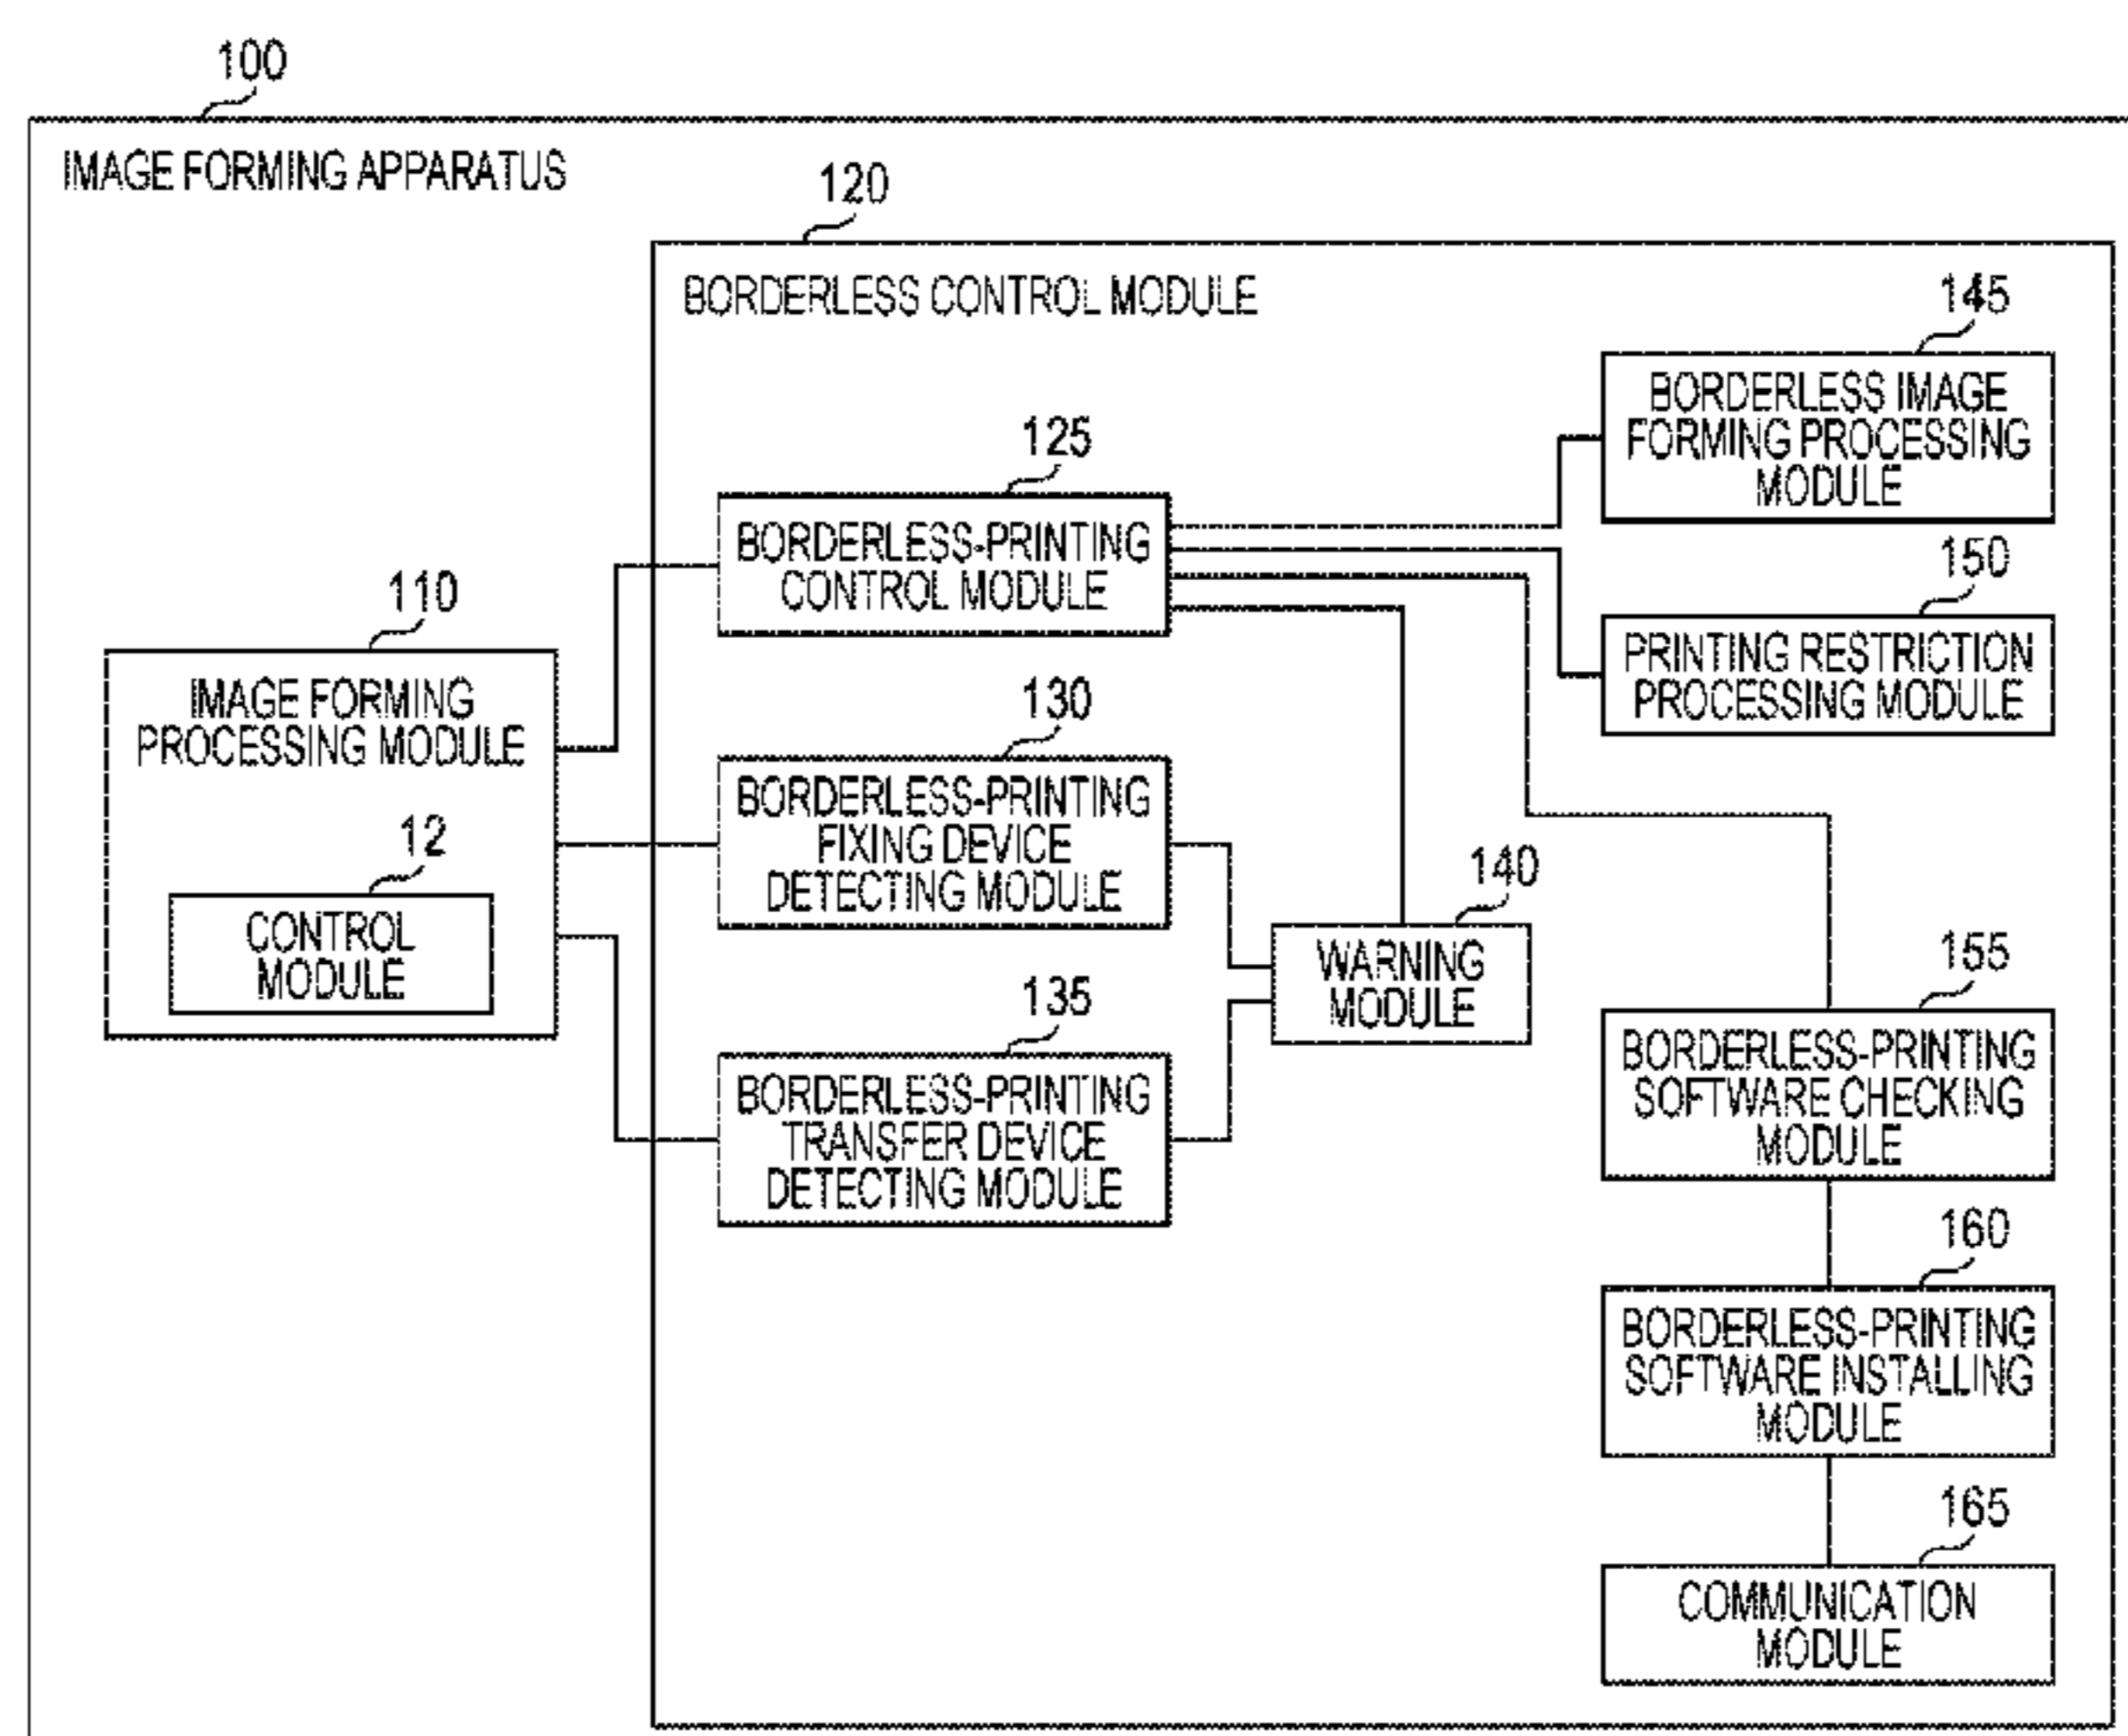 100
IMAGE FORMING APPARATUS
120
BORDERLESS CONTROL MODULE
145
BORDERLESS IMAGE
FORMING PROCESSING
MODULE
125
BORDERLESS-PRINTING
CONTROL MODULE
150
PRINTING RESTRICTION
PROCESSING MODULE
110
IMAGE FORMING
PROCESSING MODULE
12
CONTROL
MODULE
130
BORDERLESS-PRINTING
FIXING DEVICE
DETECTING MODULE
140
WARNING
MODULE
135
BORDERLESS-PRINTING
TRANSFER DEVICE
DETECTING MODULE
155
BORDERLESS-PRINTING
SOFTWARE CHECKING
MODULE
160
BORDERLESS-PRINTING
SOFTWARE INSTALLING
MODULE
165
COMMUNICATION
MODULE